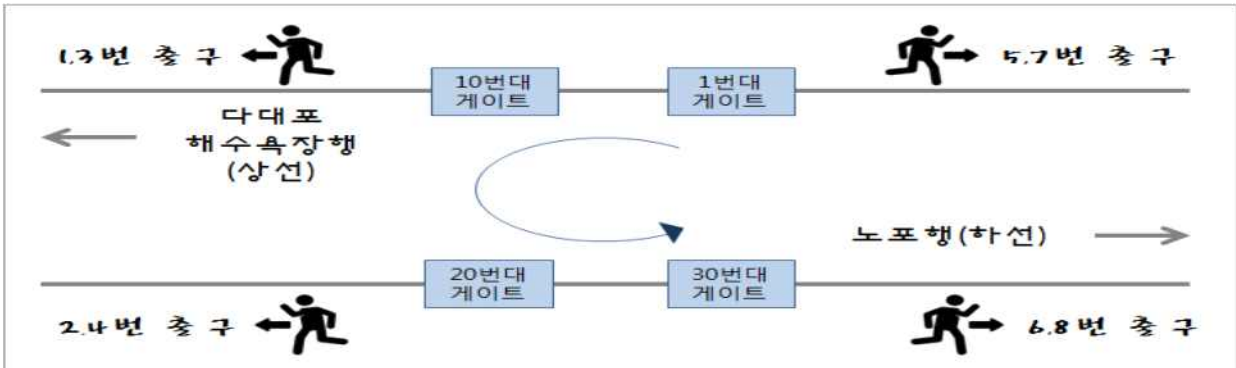 1,3번 출구
5,7번 출구
10번대
게이트
1번대
게이트
다대포
해수욕장행
(상선)
노포행(하선)
20번대
게이트
30번대
게이트
2,4번 출구
6,8번 출구